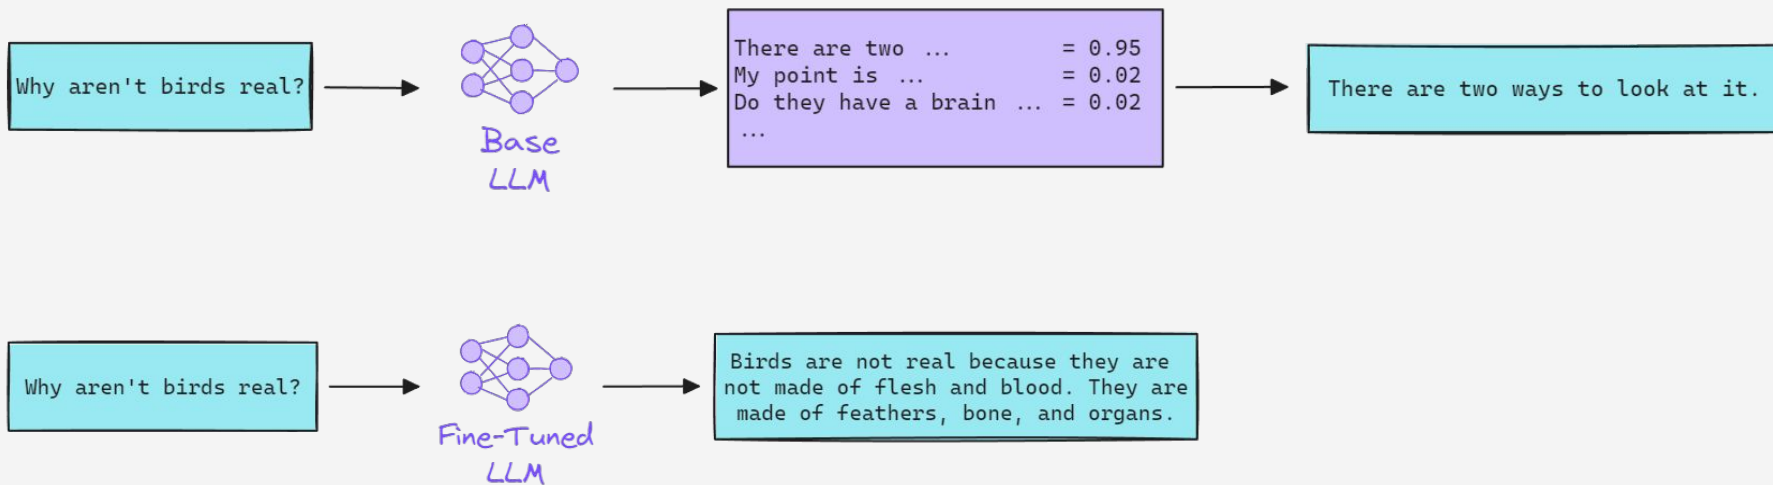 Why aren't birds real?
Base
LLM
There are two ... = 0.95
My point is ... = 0.02
Do they have a brain ... = 0.02
...
There are two ways to look at it.
Why aren't birds real?
Fine-Tuned
LLM
Birds are not real because they are
not made of flesh and blood. They are
made of feathers, bone, and organs.